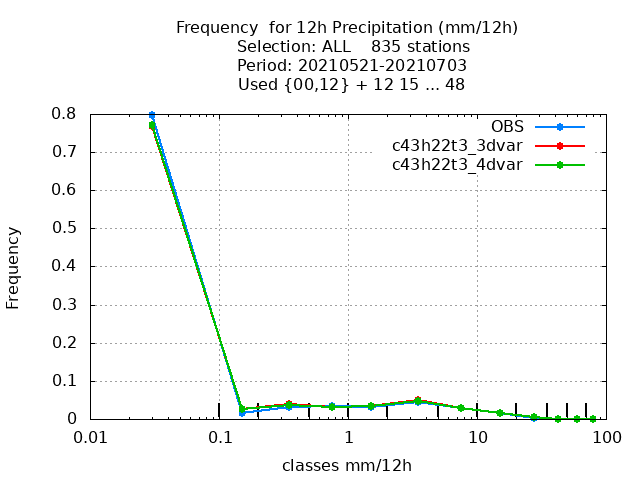 Frequency  for 12h Precipitation (mm/12h)
Selection: ALL    835 stations
Period: 20210521-20210703
Used {00,12} + 12 15 ... 48
OBS
c43h22t3_3dvar
c43h22t3_4dvar
Frequency
0.8
0.7
0.6
0.5
0.4
0.3
0.2
0.1
0
0.01 0.1 1 10 100
classes mm/12h